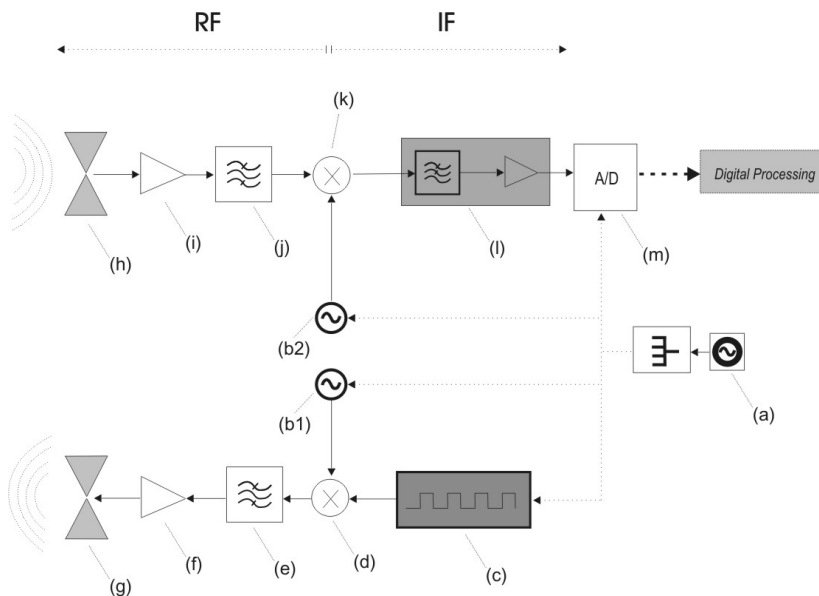 RF IF
(k)
A/D
Digital Processing
(h)
(i)
(j)
(l)
(m)
(b2)
(b1)
(a)
(g)
(f)
(e)
(d)
(c)